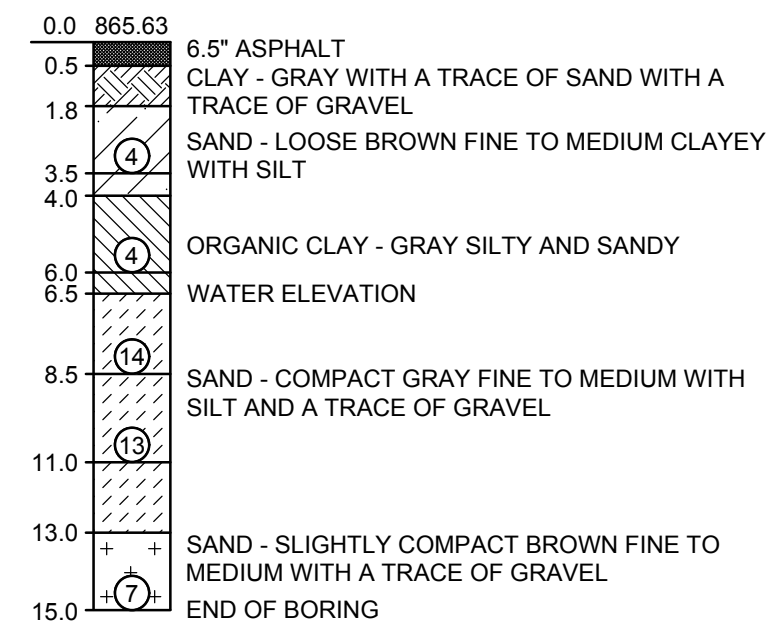 0.0 865.63
6.5" ASPHALT
0.5
CLAY - GRAY WITH A TRACE OF SAND WITH A
TRACE OF GRAVEL
1.8
SAND - LOOSE BROWN FINE TO MEDIUM CLAYEY
WITH SILT
4
3.5
4.0
ORGANIC CLAY - GRAY SILTY AND SANDY
4
6.0
6.5 WATER ELEVATION
14
8.5
SAND - COMPACT GRAY FINE TO MEDIUM WITH
SILT AND A TRACE OF GRAVEL
13
11.0
13.0
SAND - SLIGHTLY COMPACT BROWN FINE TO
MEDIUM WITH A TRACE OF GRAVEL
7
15.0 END OF BORING